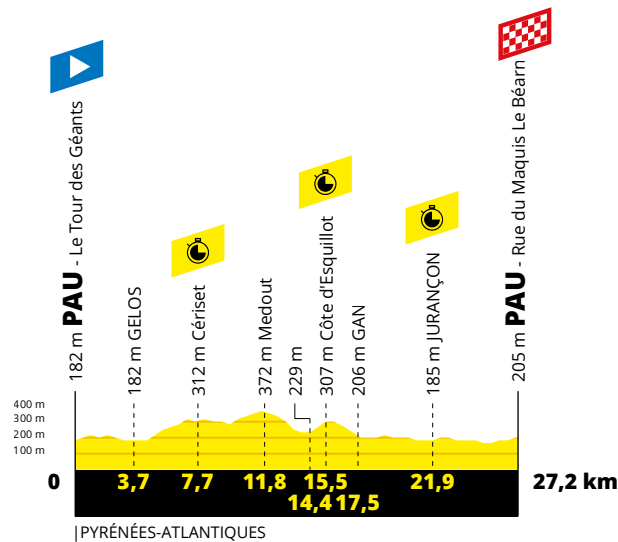 182 m PAU - Le Tour des Géants
182 m GELOS
312 m Cériset
372 m Medout
229 m
307 m Côte d'Esquillot
206 m GAN
185 m JURANÇON
205 m PAU - Rue du Maquis Le Béarn
400 m
300 m
200 m
100 m
0 3,7 7,7 11,8 15,5 21,9 27,2 km
14,4 17,5
|PYRÉNÉES-ATLANTIQUES